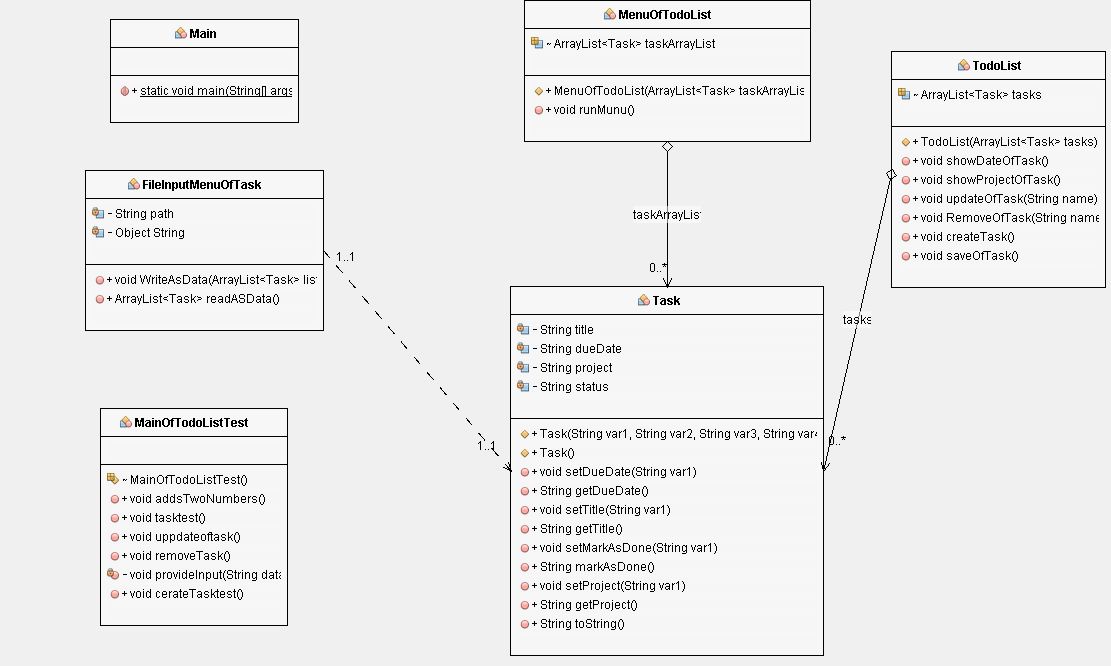 Main
+ static void main(String[] args
MenuOfTodoList
~ ArrayList<Task> taskArrayList
+ MenuOfTodoList(ArrayList<Task> taskArrayLis
+ void runMunu()
TodoList
~ ArrayList<Task> tasks
+ TodoList(ArrayList<Task> tasks)
+ void showDateOfTask()
+ void showProjectOfTask()
+ void updateOfTask(String name)
+ void RemoveOfTask(String name
+ void createTask()
+ void saveOfTask()
FileInputMenuOfTask
- String path
- Object String
+ void WriteAsData(ArrayList<Task> list
+ ArrayList<Task> readASData()
taskArrayList
0..*
1..1
1..1
tasks
0..*
Task
- String title
- String dueDate
- String project
- String status
+ Task(String var1, String var2, String var3, String var4
+ Task()
+ void setDueDate(String var1)
+ String getDueDate()
+ void setTitle(String var1)
+ String getTitle()
+ void setMarkAsDone(String var1)
+ String markAsDone()
+ void setProject(String var1)
+ String getProject()
+ String toString()
MainOfTodoListTest
~ MainOfTodoListTest()
+ void addsTwoNumbers()
+ void tasktest()
+ void uppdateoftask()
+ void removeTask()
- void provideInput(String data
+ void cerateTasktest()